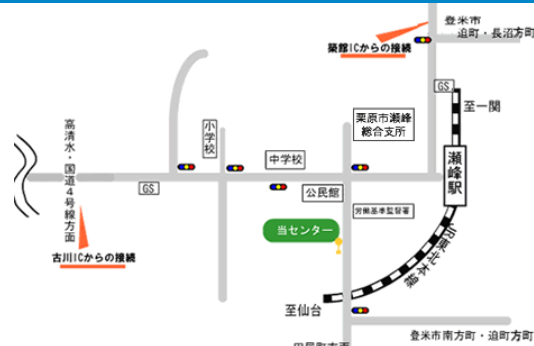 登米市
迫町・長沼方町
築館ICからの接続
GS
至一関
栗原市瀬峰
総合支所
小学校
中学校
瀬峰駅
高清水・国道4号線方面
GS
公民館
労働基準監督署
当センター
JR東北本線
古川ICからの接続
至仙台
登米市南方町・迫町方町